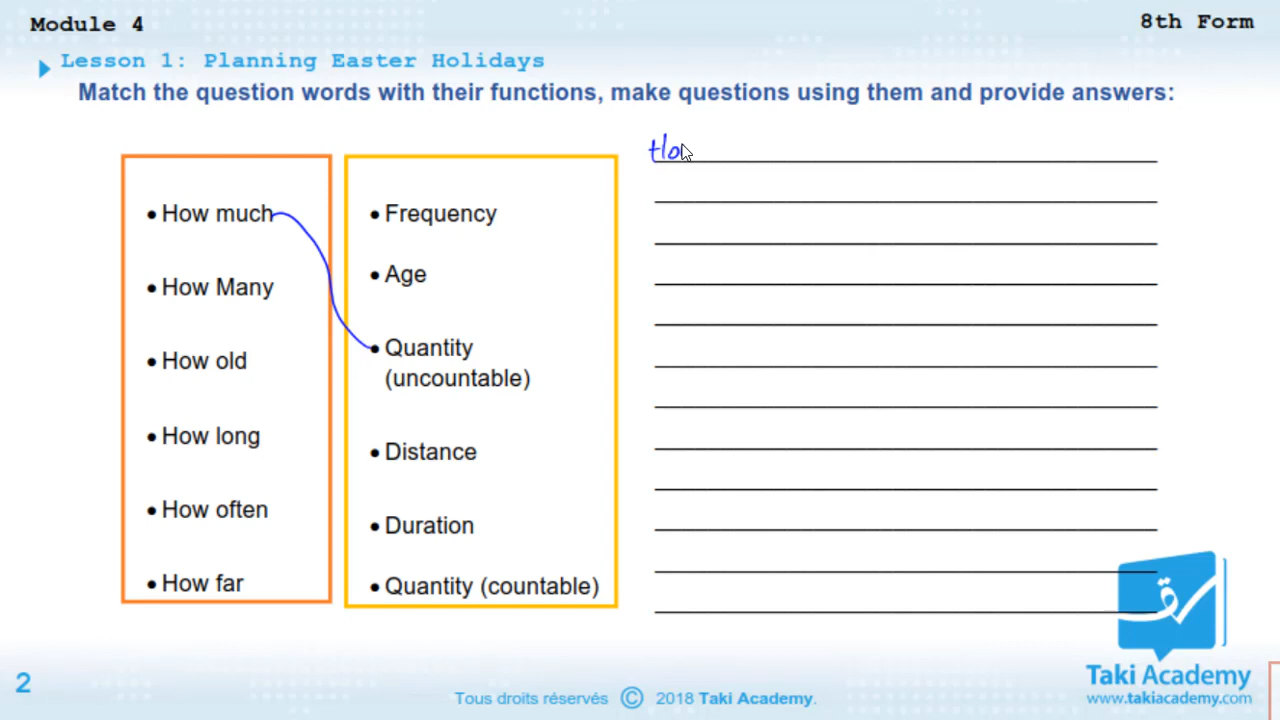 Module 4
8th Form
Lesson 1: Planning Easter Holidays
Match the question words with their functions, make questions using them and provide answers:
Ho
• How much
• How Many
• How old
• How long
• How often
• How far
• Frequency
• Age
• Quantity
(uncountable)
• Distance
• Duration
• Quantity (countable)
Taki Academy
www.takiacademy.com
2
Tous droits réservés © 2018 Taki Academy.